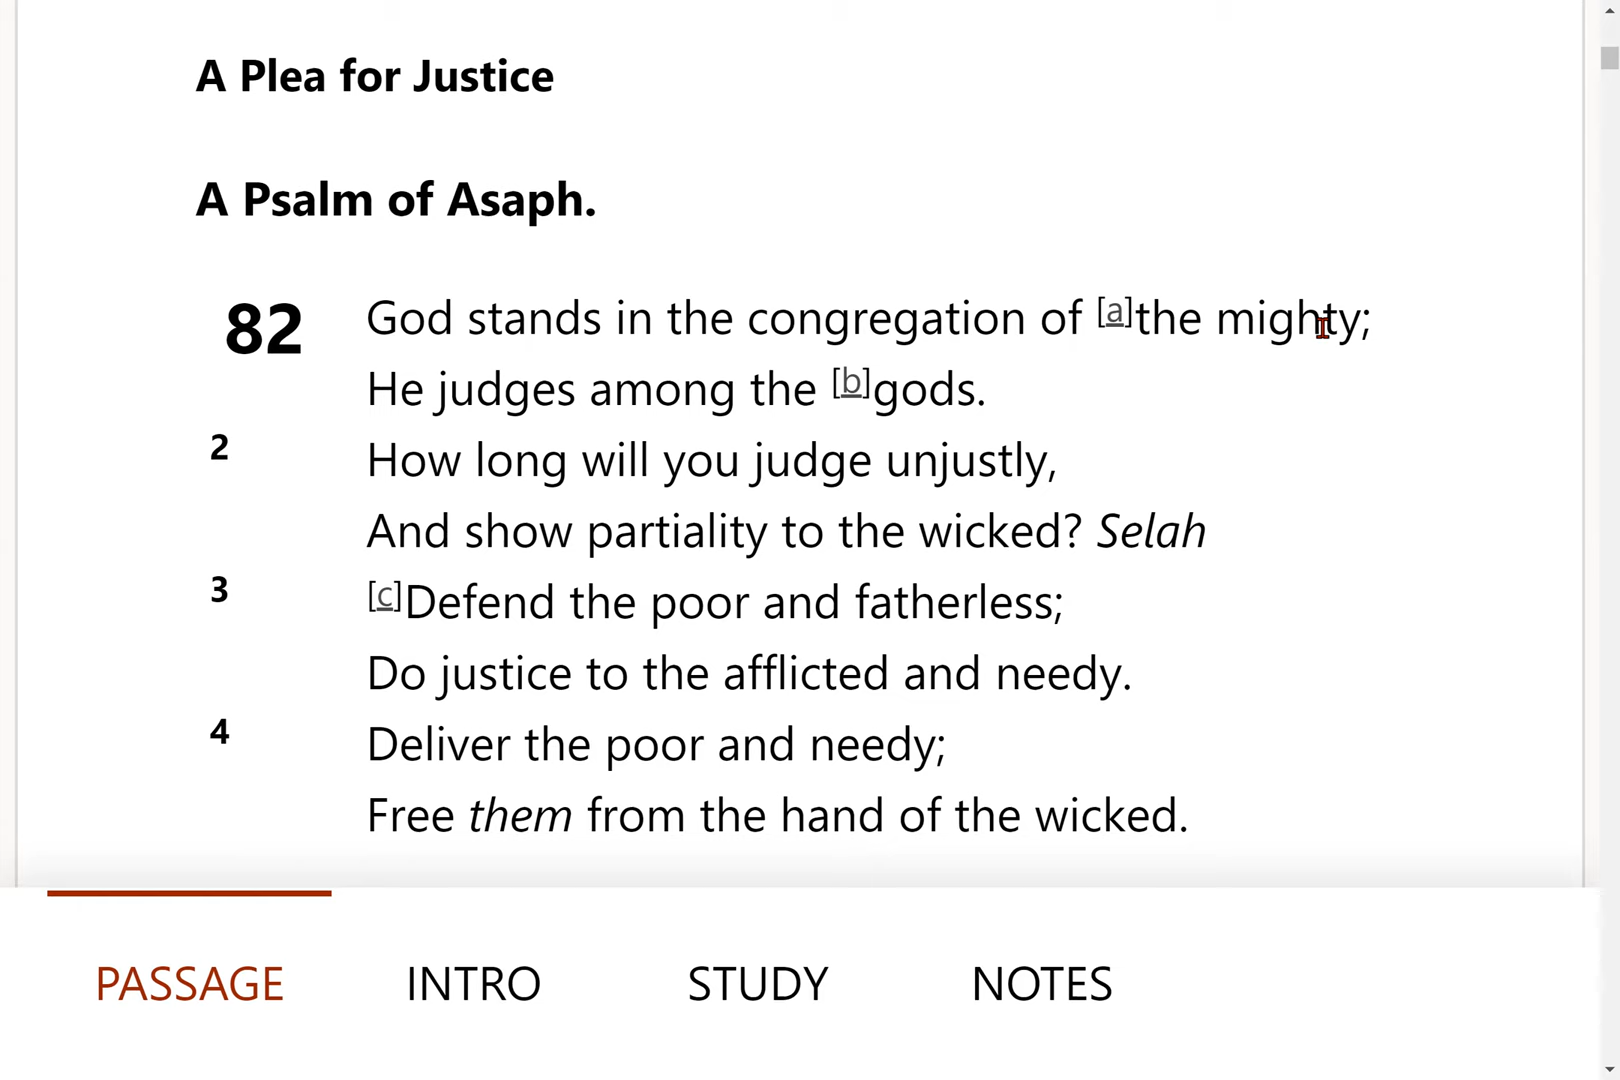 A Plea for Justice
A Psalm of Asaph.
82 God stands in the congregation of [a]the mighty;
He judges among the [b]gods.
2 How long will you judge unjustly,
And show partiality to the wicked? Selah
3 [c]Defend the poor and fatherless;
Do justice to the afflicted and needy.
4 Deliver the poor and needy;
Free them from the hand of the wicked.
PASSAGE INTRO STUDY NOTES